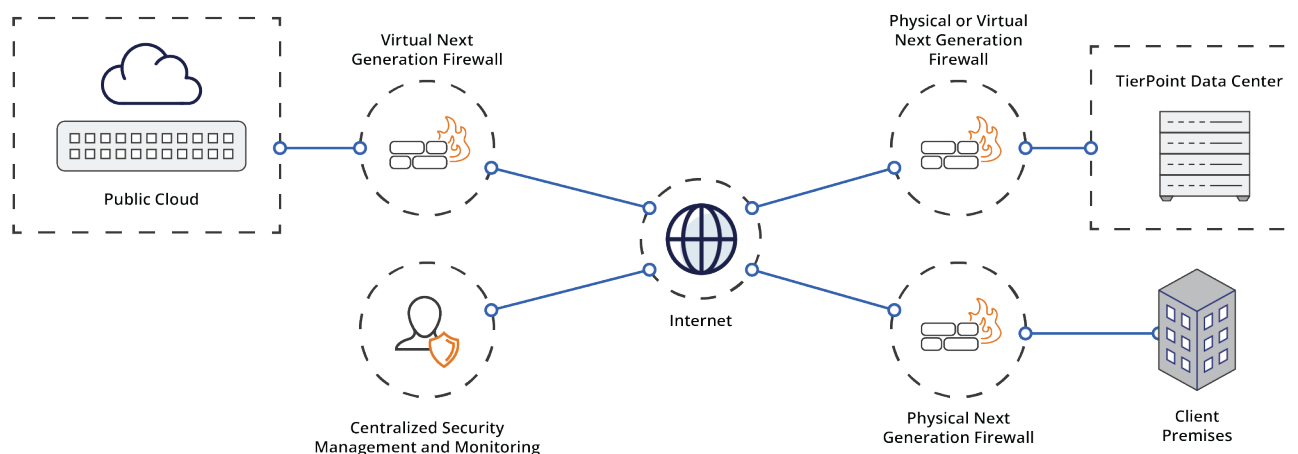 Virtual Next
Generation Firewall
Physical or Virtual
Next Generation
Firewall
TierPoint Data Center
Public Cloud
Internet
Centralized Security
Management and Monitoring
Physical Next
Generation Firewall
Client
Premises